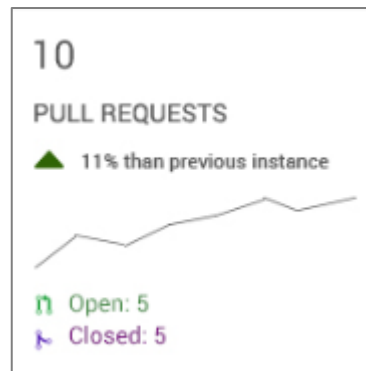 10
PULL REQUESTS
11% than previous instance
Open: 5
Closed: 5